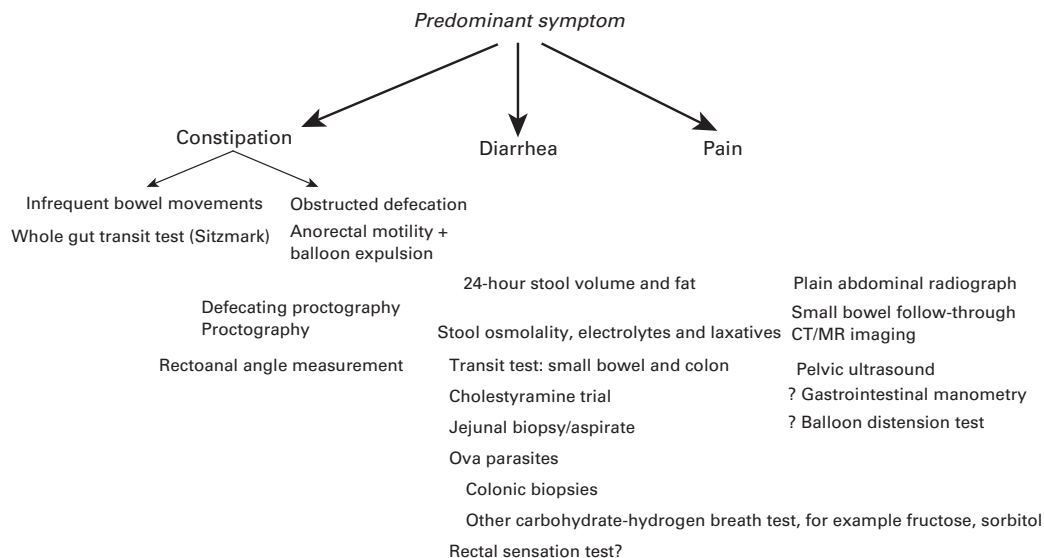 Predominant symptom
Constipation
Diarrhea
Pain
Infrequent bowel movements
Whole gut transit test (Sitzmark)
Obstructed defecation
Anorectal motility +
balloon expulsion
Defecating proctography
Proctography
Rectoanal angle measurement
24-hour stool volume and fat
Stool osmolality, electrolytes and laxatives
Transit test: small bowel and colon
Cholestyramine trial
Jejunal biopsy/aspirate
Ova parasites
Colonic biopsies
Other carbohydrate-hydrogen breath test, for example fructose, sorbitol
Rectal sensation test?
Plain abdominal radiograph
Small bowel follow-through
CT/MR imaging
Pelvic ultrasound
? Gastrointestinal manometry
? Balloon distension test